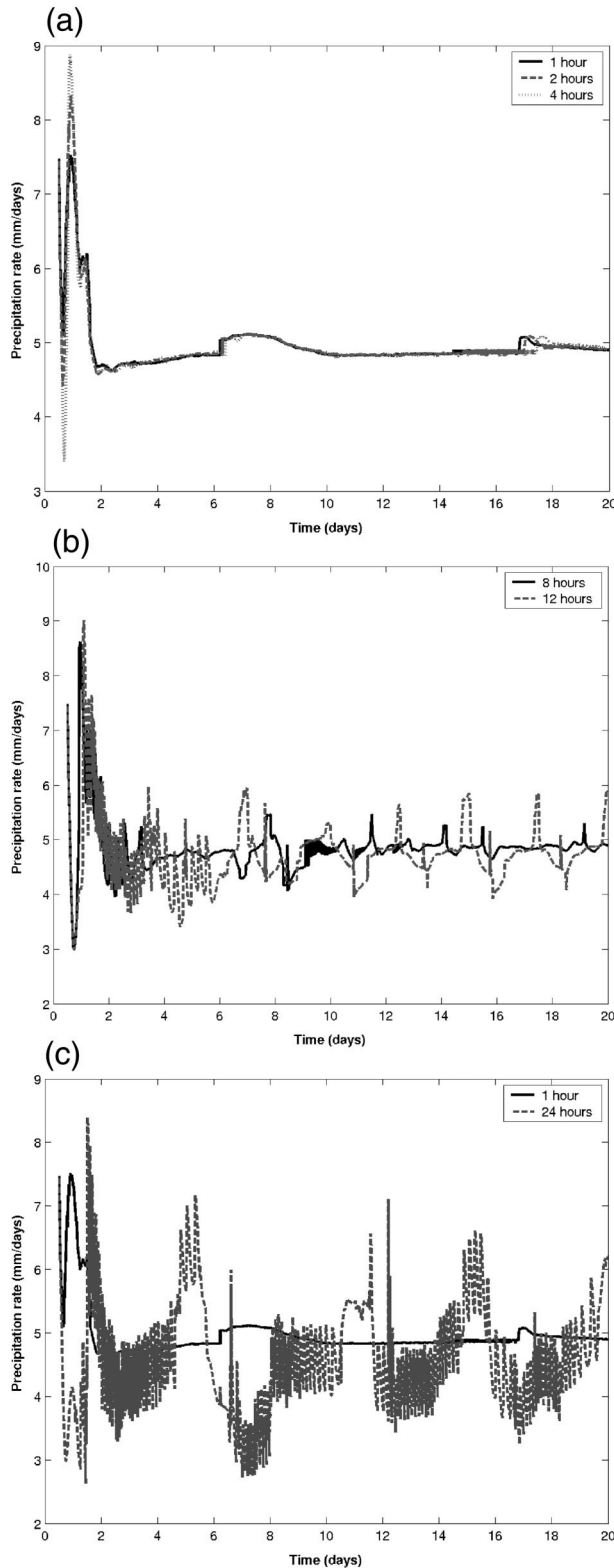 (a)
9
8
7
6
5
4
3
Precipitation rate (mm/days)
1 hour
2 hours
4 hours
0 2 4 6 8 10 12 14 16 18 20
Time (days)
(b)
10
9
8
7
6
5
4
3
2
Precipitation rate (mm/days)
8 hours
12 hours
0 2 4 6 8 10 12 14 16 18 20
Time (days)
(c)
9
8
7
6
5
4
3
2
Precipitation rate (mm/days)
1 hour
24 hours
0 2 4 6 8 10 12 14 16 18 20
Time (days)